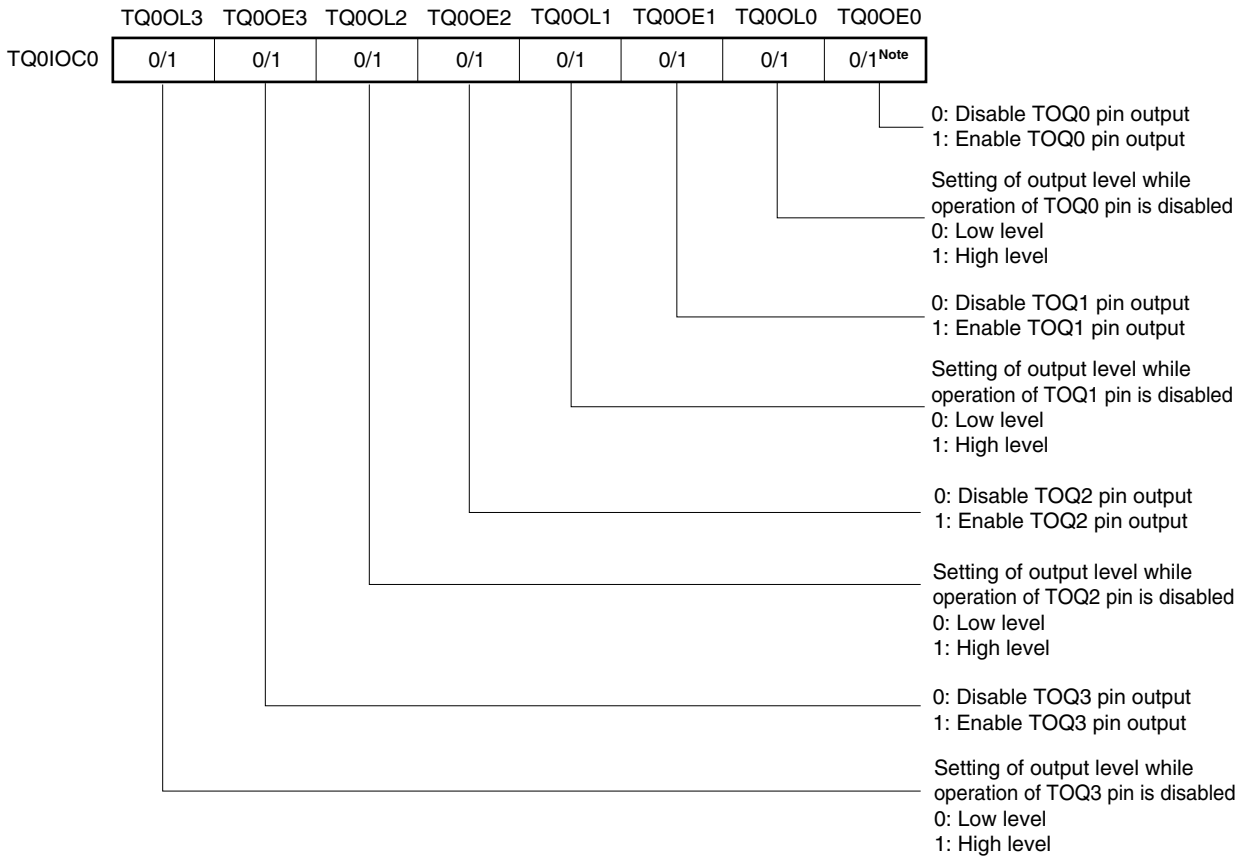 TQ0OL3 TQ0OE3 TQ0OL2 TQ0OE2 TQ0OL1 TQ0OE1 TQ0OL0 TQ0OE0
TQ0IOC0 0/1 0/1 0/1 0/1 0/1 0/1 0/1 0/1Note
0: Disable TOQ0 pin output
1: Enable TOQ0 pin output
Setting of output level while
operation of TOQ0 pin is disabled
0: Low level
1: High level
0: Disable TOQ1 pin output
1: Enable TOQ1 pin output
Setting of output level while
operation of TOQ1 pin is disabled
0: Low level
1: High level
0: Disable TOQ2 pin output
1: Enable TOQ2 pin output
Setting of output level while
operation of TOQ2 pin is disabled
0: Low level
1: High level
0: Disable TOQ3 pin output
1: Enable TOQ3 pin output
Setting of output level while
operation of TOQ3 pin is disabled
0: Low level
1: High level